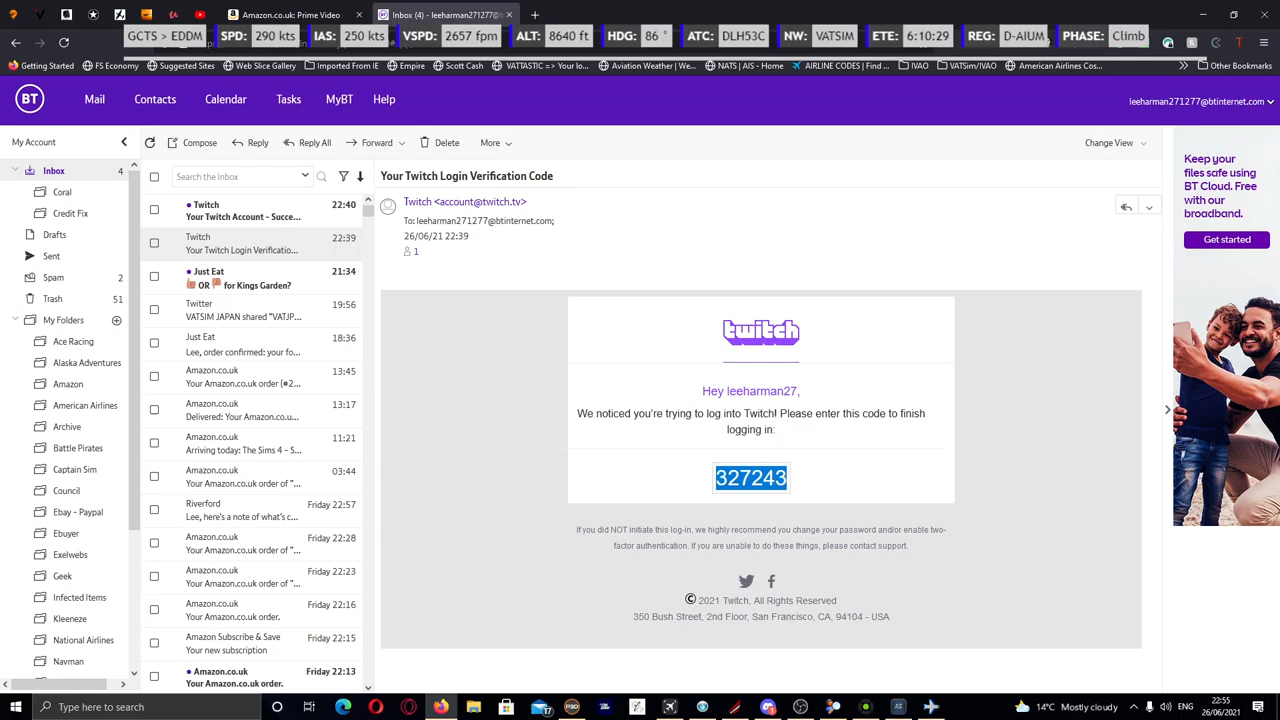 Amazon.co.uk: Prime Video
Inbox (4) - leeharman271277@bt
GCTS > EDDM
SPD: 290 kts
IAS: 250 kts
VSPD: 2657 fpm
ALT: 8640 ft
HDG: 86 °
ATC: DLH53C
NW: VATSIM
ETE: 6:10:29
REG: D-AIUM
PHASE: Climb
Getting Started
FS Economy
Suggested Sites
Web Slice Gallery
Imported From IE
Empire
Scott Cash
VATTASTIC => Your lo...
Aviation Weather | We...
NATS | AIS - Home
AIRLINE CODES | Find ...
IVAO
VATSim/IVAO
American Airlines Cos...
Other Bookmarks
BT
Mail
Contacts
Calendar
Tasks
MyBT
Help
leeharman271277@btinternet.com
My Account
Compose
Reply
Reply All
Forward
Delete
More
Change View
Inbox 4
Coral
Credit Fix
Drafts
Sent
Spam 2
Trash 51
My Folders
Ace Racing
Alaska Adventures
Amazon
American Airlines
Archive
Battle Pirates
Captain Sim
Council
Ebay - Paypal
Ebuyer
Exelwebs
Geek
Infected Items
Kleeneze
National Airlines
Navman
Search the Inbox
Twitch 22:40
Your Twitch Account - Succe...
Twitch 22:39
Your Twitch Login Verificatio...
Just Eat 21:34
OR for Kings Garden?
Twitter 19:56
VATSIM JAPAN shared "VATJP...
Just Eat 18:36
Lee, order confirmed: your fo...
Amazon.co.uk 13:45
Your Amazon.co.uk order (#2...
Amazon.co.uk 13:17
Delivered: Your Amazon.co.u...
Amazon.co.uk 11:21
Arriving today: The Sims 4 - S...
Amazon.co.uk 03:44
Your Amazon.co.uk order of "...
Riverford Friday 22:57
Lee, here's a note of what's c...
Amazon.co.uk Friday 22:28
Your Amazon.co.uk order of "...
Amazon.co.uk Friday 22:23
Your Amazon.co.uk order of "...
Amazon.co.uk Friday 22:16
Your Amazon.co.uk order.
Amazon Subscribe & Save Friday 22:15
Your new subscription
Amazon.co.uk Friday 22:13
Your Amazon.co.uk order.
Your Twitch Login Verification Code
Twitch <account@twitch.tv>
To: leeharman271277@btinternet.com;
26/06/21 22:39
1
twitch
Hey leeharman27,
We noticed you're trying to log into Twitch! Please enter this code to finish
logging in:
327243
If you did NOT initiate this log-in, we highly recommend you change your password and/or enable two-
factor authentication. If you are unable to do these things, please contact support.
© 2021 Twitch, All Rights Reserved
350 Bush Street, 2nd Floor, San Francisco, CA, 94104 - USA
Keep your
files safe using
BT Cloud. Free
with our
broadband.
Get started
Type here to search
14°C Mostly cloudy
22:55
26/06/2021